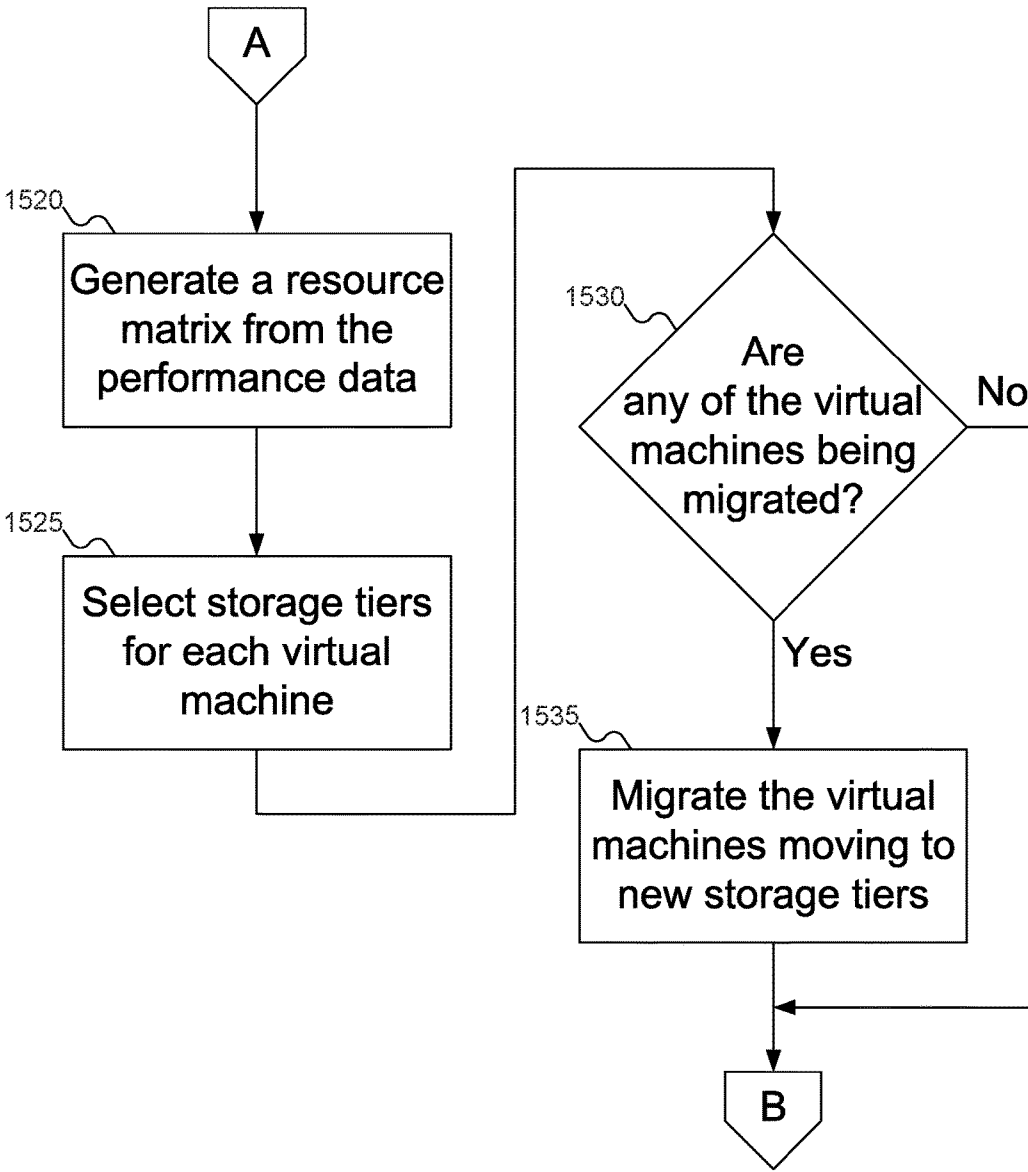 A
1520
Generate a resource
matrix from the
performance data
1525
Select storage tiers
for each virtual
machine
1530
Are
any of the virtual
machines being
migrated?
No
Yes
1535
Migrate the virtual
machines moving to
new storage tiers
B